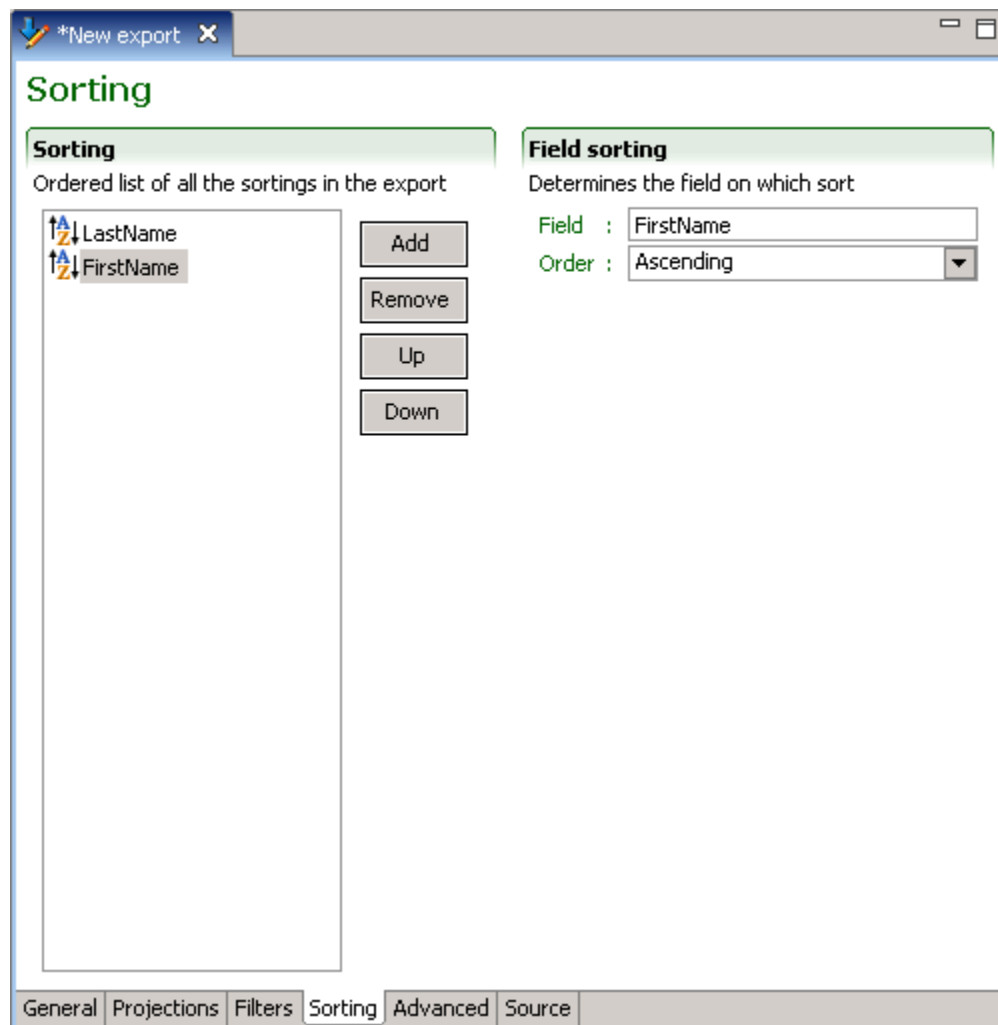 *New export
Sorting
Sorting
Ordered list of all the sortings in the export
LastName
FirstName
Add
Remove
Up
Down
Field sorting
Determines the field on which sort
Field : FirstName
Order : Ascending
General Projections Filters Sorting Advanced Source